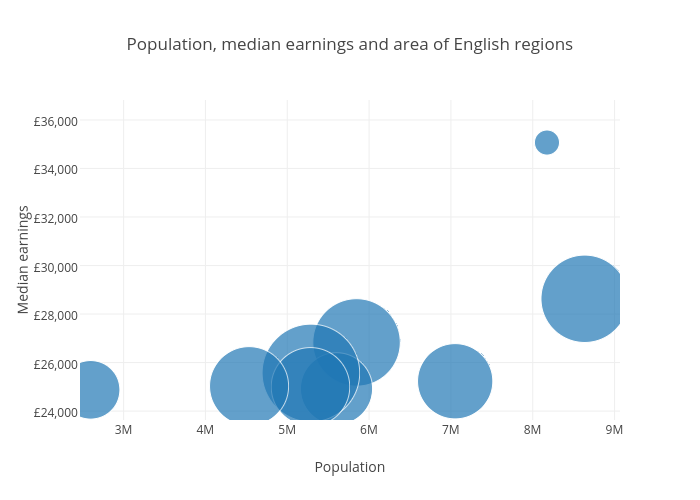 Population, median earnings and area of English regions
£36,000
£34,000
£32,000
£30,000
£28,000
£26,000
£24,000
Median earnings
3M
4M
5M
6M
7M
8M
9M
Population